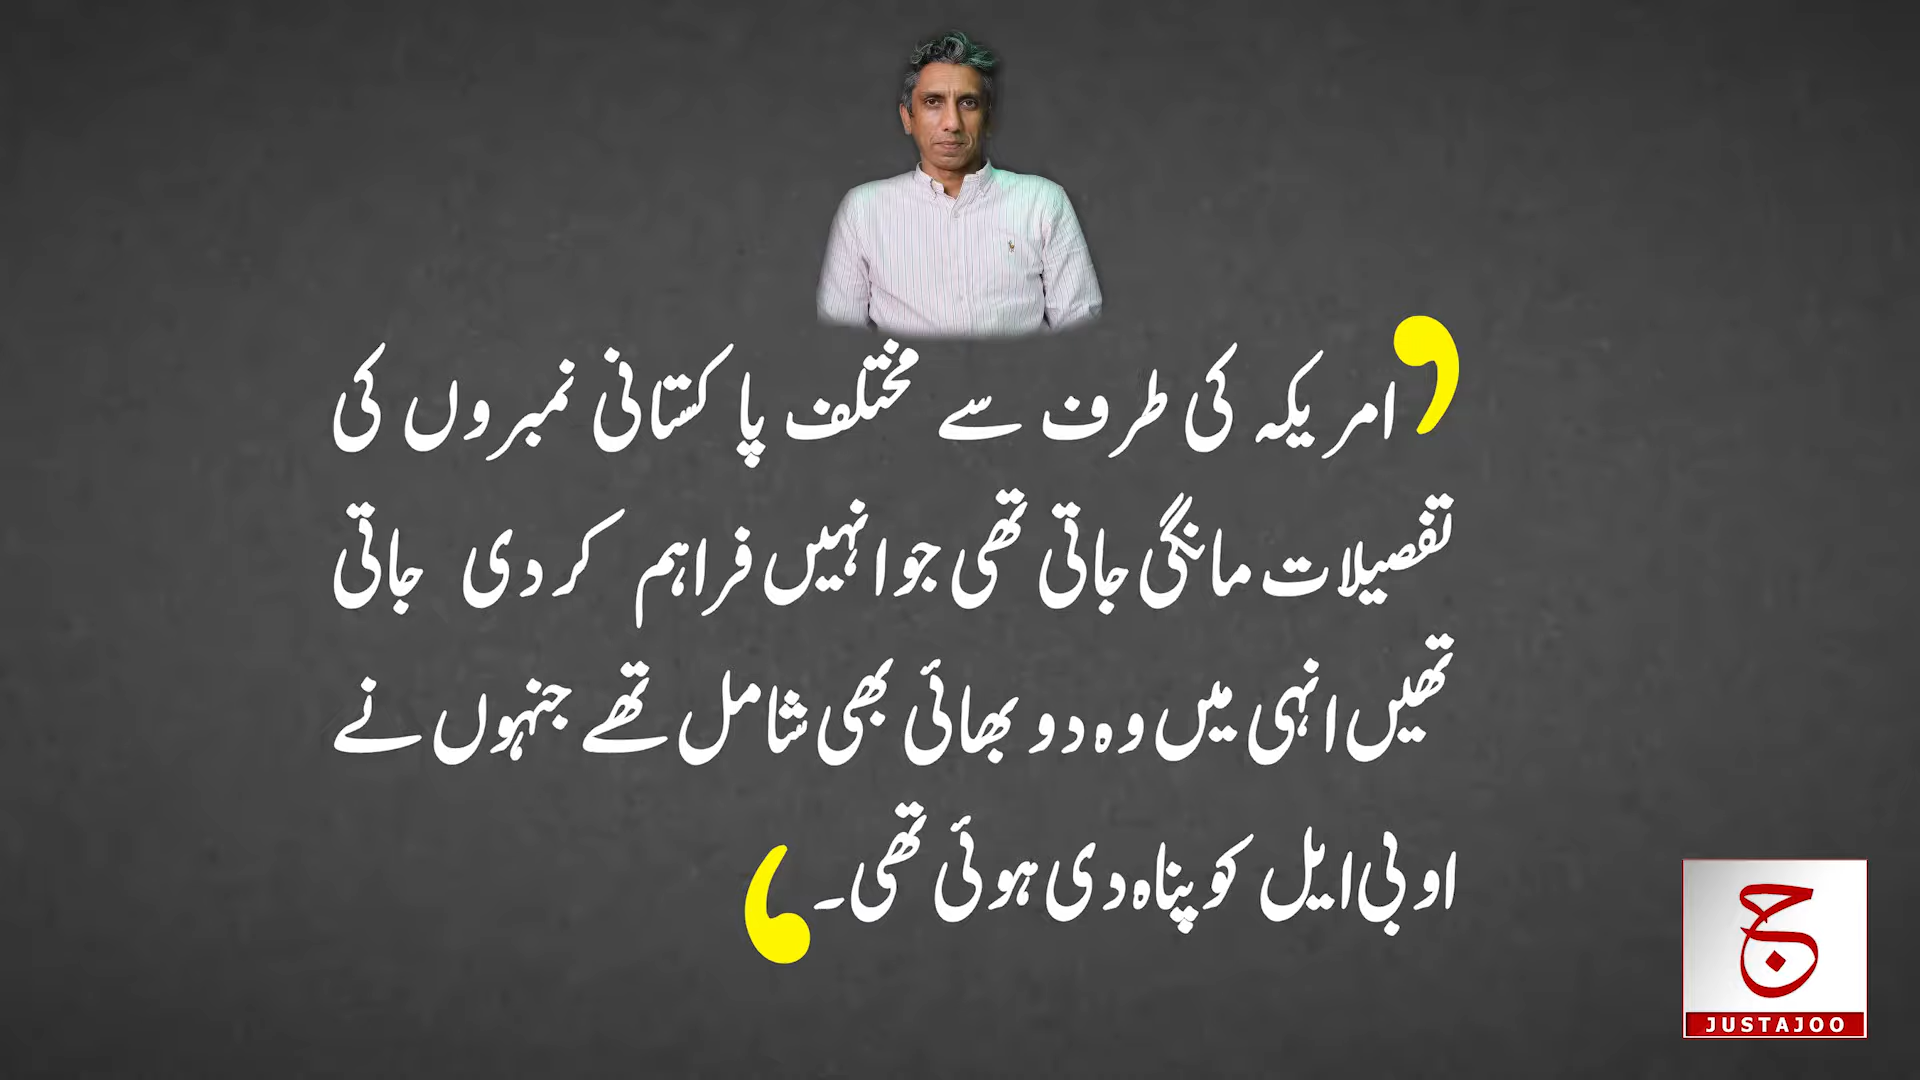 امریکہ کی طرف سے مختلف پاکستانی نمبروں کی
تفصیلات مانگی جاتی تھی جو انہیں فراہم کر دی جاتی
تھیں انہی میں وہ دو بھائی بھی شامل تھے جنہوں نے
او بی ایل کو پناہ دی ہوئی تھی۔
ج
JUSTAJOO